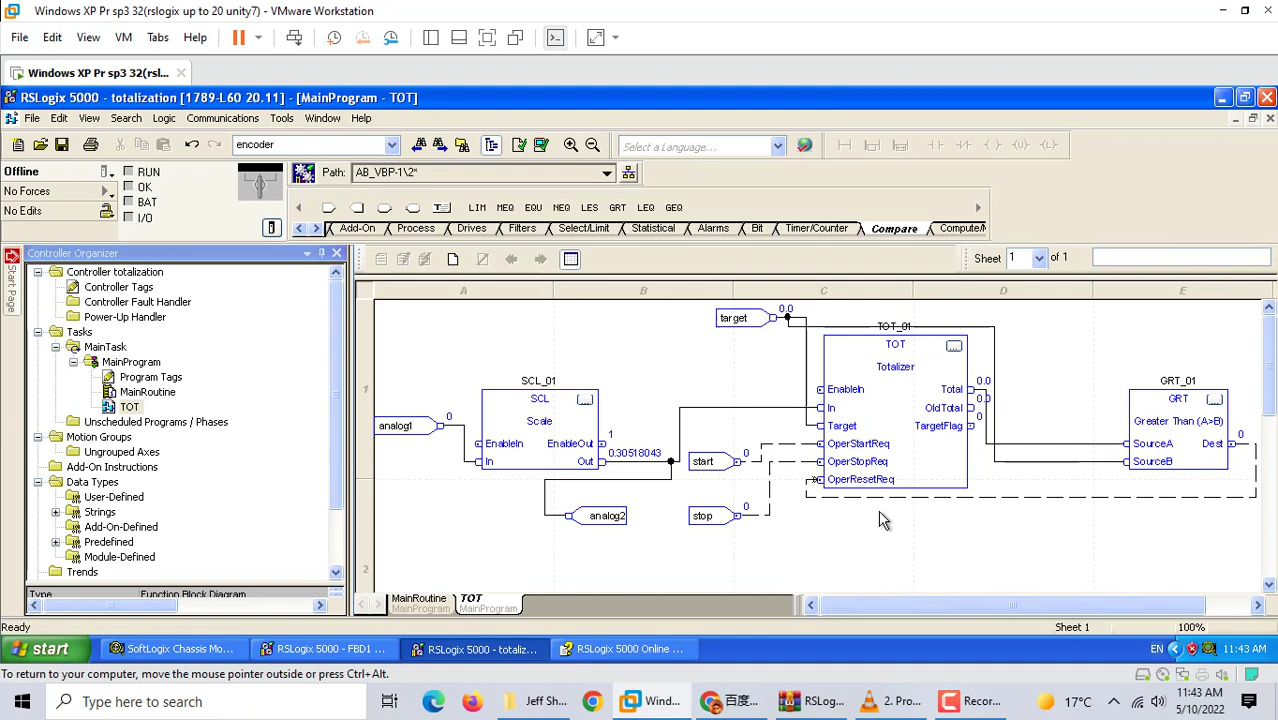 Windows XP Pr sp3 32(rslogix up to 20 unity7) - VMware Workstation
File Edit View VM Tabs Help
Windows XP Pr sp3 32(rsl...
RSLogix 5000 - totalization [1789-L60 20.11] - [MainProgram - TOT]
File Edit View Search Logic Communications Tools Window Help
encoder
Select a Language...
Offline
RUN
Path: AB_VBP-1\2*
No Forces
OK
No Edits
BAT
I/O
LIM MEQ EQU NEQ LES GRT LEQ GEQ
Add-On Process Drives Filters Select/Limit Statistical Alarms Bit Timer/Counter Compare Compute/
Start Page
Controller Organizer
Sheet 1 of 1
Controller totalization
Controller Tags
Controller Fault Handler
Power-Up Handler
Tasks
MainTask
MainProgram
Program Tags
MainRoutine
TOT
Unscheduled Programs / Phases
Motion Groups
Ungrouped Axes
Add-On Instructions
Data Types
User-Defined
Strings
Add-On-Defined
Predefined
Module-Defined
Trends
Type Function Block Diagram
A B C D E
1
2
target 0.0
TOT_01
TOT
Totalizer
EnableIn Total 0.0
In OldTotal 0.0
Target TargetFlag 0
OperStartReq
OperStopReq
OperResetReq
SCL_01
SCL
Scale
EnableIn EnableOut 1
In Out 0.30518043
analog1 0
analog2
start 0
stop 0
GRT_01
GRT
Greater Than (A>B)
SourceA Dest 0
SourceB
MainRoutine
MainProgram
TOT
MainProgram
Ready
Sheet 1 100%
start
SoftLogix Chassis Mo...
RSLogix 5000 - FBD1 ...
RSLogix 5000 - totaliz...
RSLogix 5000 Online ...
EN
11:43 AM
To return to your computer, move the mouse pointer outside or press Ctrl+Alt.
Type here to search
Jeff Sh...
Wind...
百度...
RSLog...
2. Pro...
Recor...
17°C
11:43 AM
5/10/2022